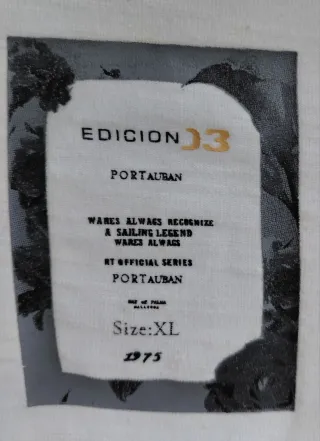 EDICION 03
PORTAUBAN
WARES ALWAGS RECOGNIZE
A SAILING LEGEND
WARES ALWAGS
RT OFFICIAL SERIES
PORTAUBAN
Size:XL
1975